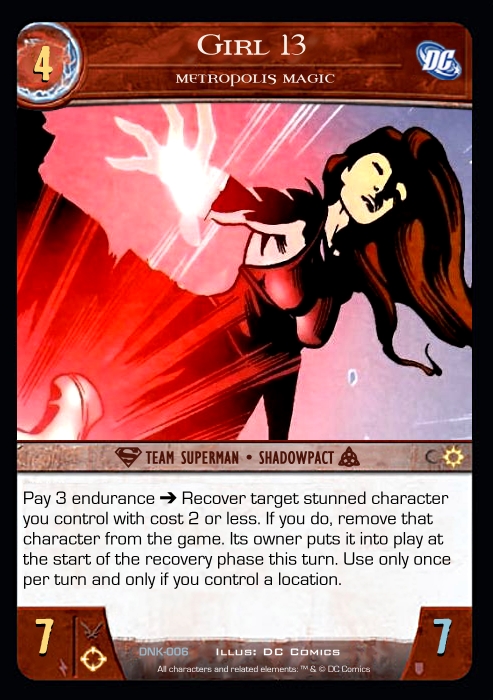 4
Girl 13
DC
Metropolis Magic
TEAM SUPERMAN • SHADOWPACT
Pay 3 endurance ➔ Recover target stunned character
you control with cost 2 or less. If you do, remove that
character from the game. Its owner puts it into play at
the start of the recovery phase this turn. Use only once
per turn and only if you control a location.
7
7
DNK-006 Illus: DC Comics
All characters and related elements: ™ & © DC Comics